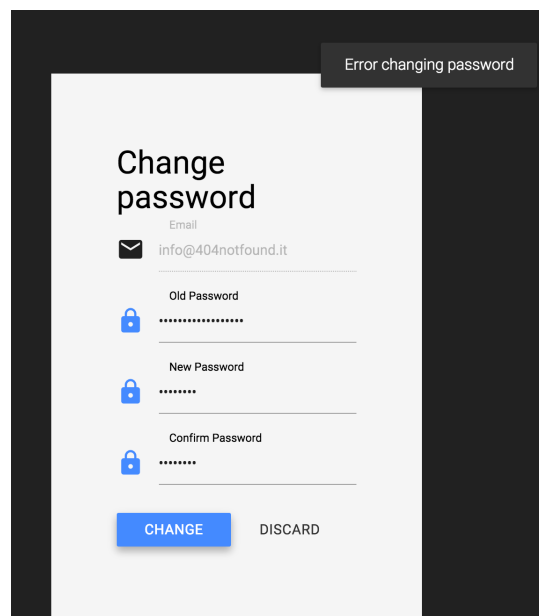 Error changing password
Change
password
Email
info@404notfound.it
Old Password
••••••••••••••••••
New Password
••••••••
Confirm Password
••••••••
CHANGE DISCARD